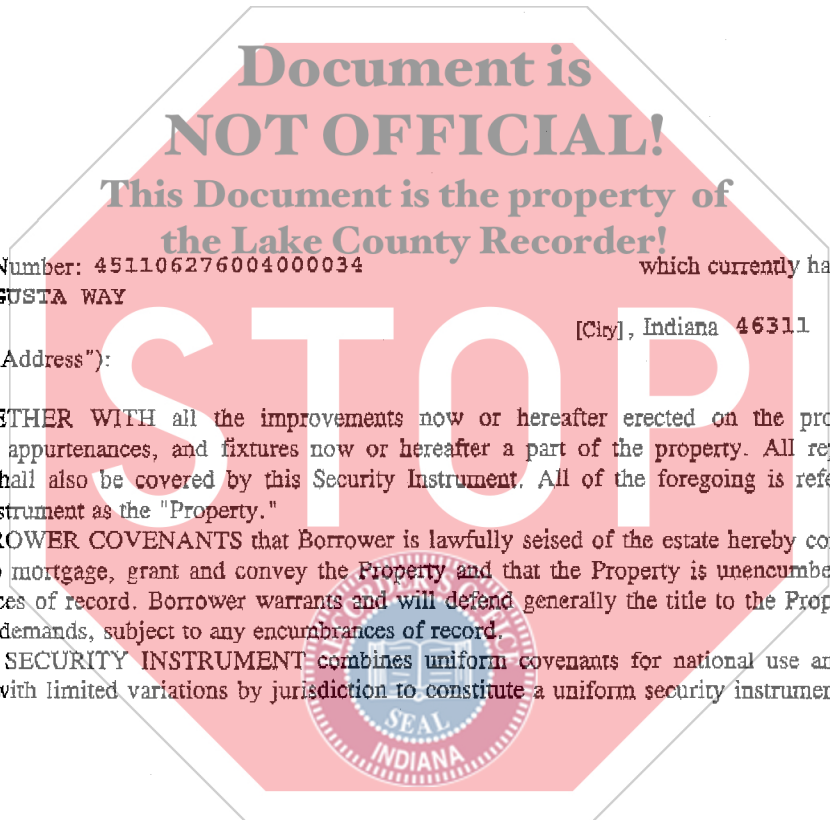 Document is
NOT OFFICIAL!
This Document is the property of
the Lake County Recorder!
Number: 451106276004000034 which currently ha
GUSTA WAY
[City], Indiana 46311
Address"):
STOP
ETHER WITH all the improvements now or hereafter erected on the pro
appurtenances, and fixtures now or hereafter a part of the property. All rep
hall also be covered by this Security Instrument. All of the foregoing is refe
strument as the "Property."
ROWER COVENANTS that Borrower is lawfully seised of the estate hereby co
mortgage, grant and convey the Property and that the Property is unencumbe
ces of record. Borrower warrants and will defend generally the title to the Prop
demands, subject to any encumbrances of record.
SECURITY INSTRUMENT combines uniform covenants for national use an
with limited variations by jurisdiction to constitute a uniform security instrumen
SEAL
INDIANA